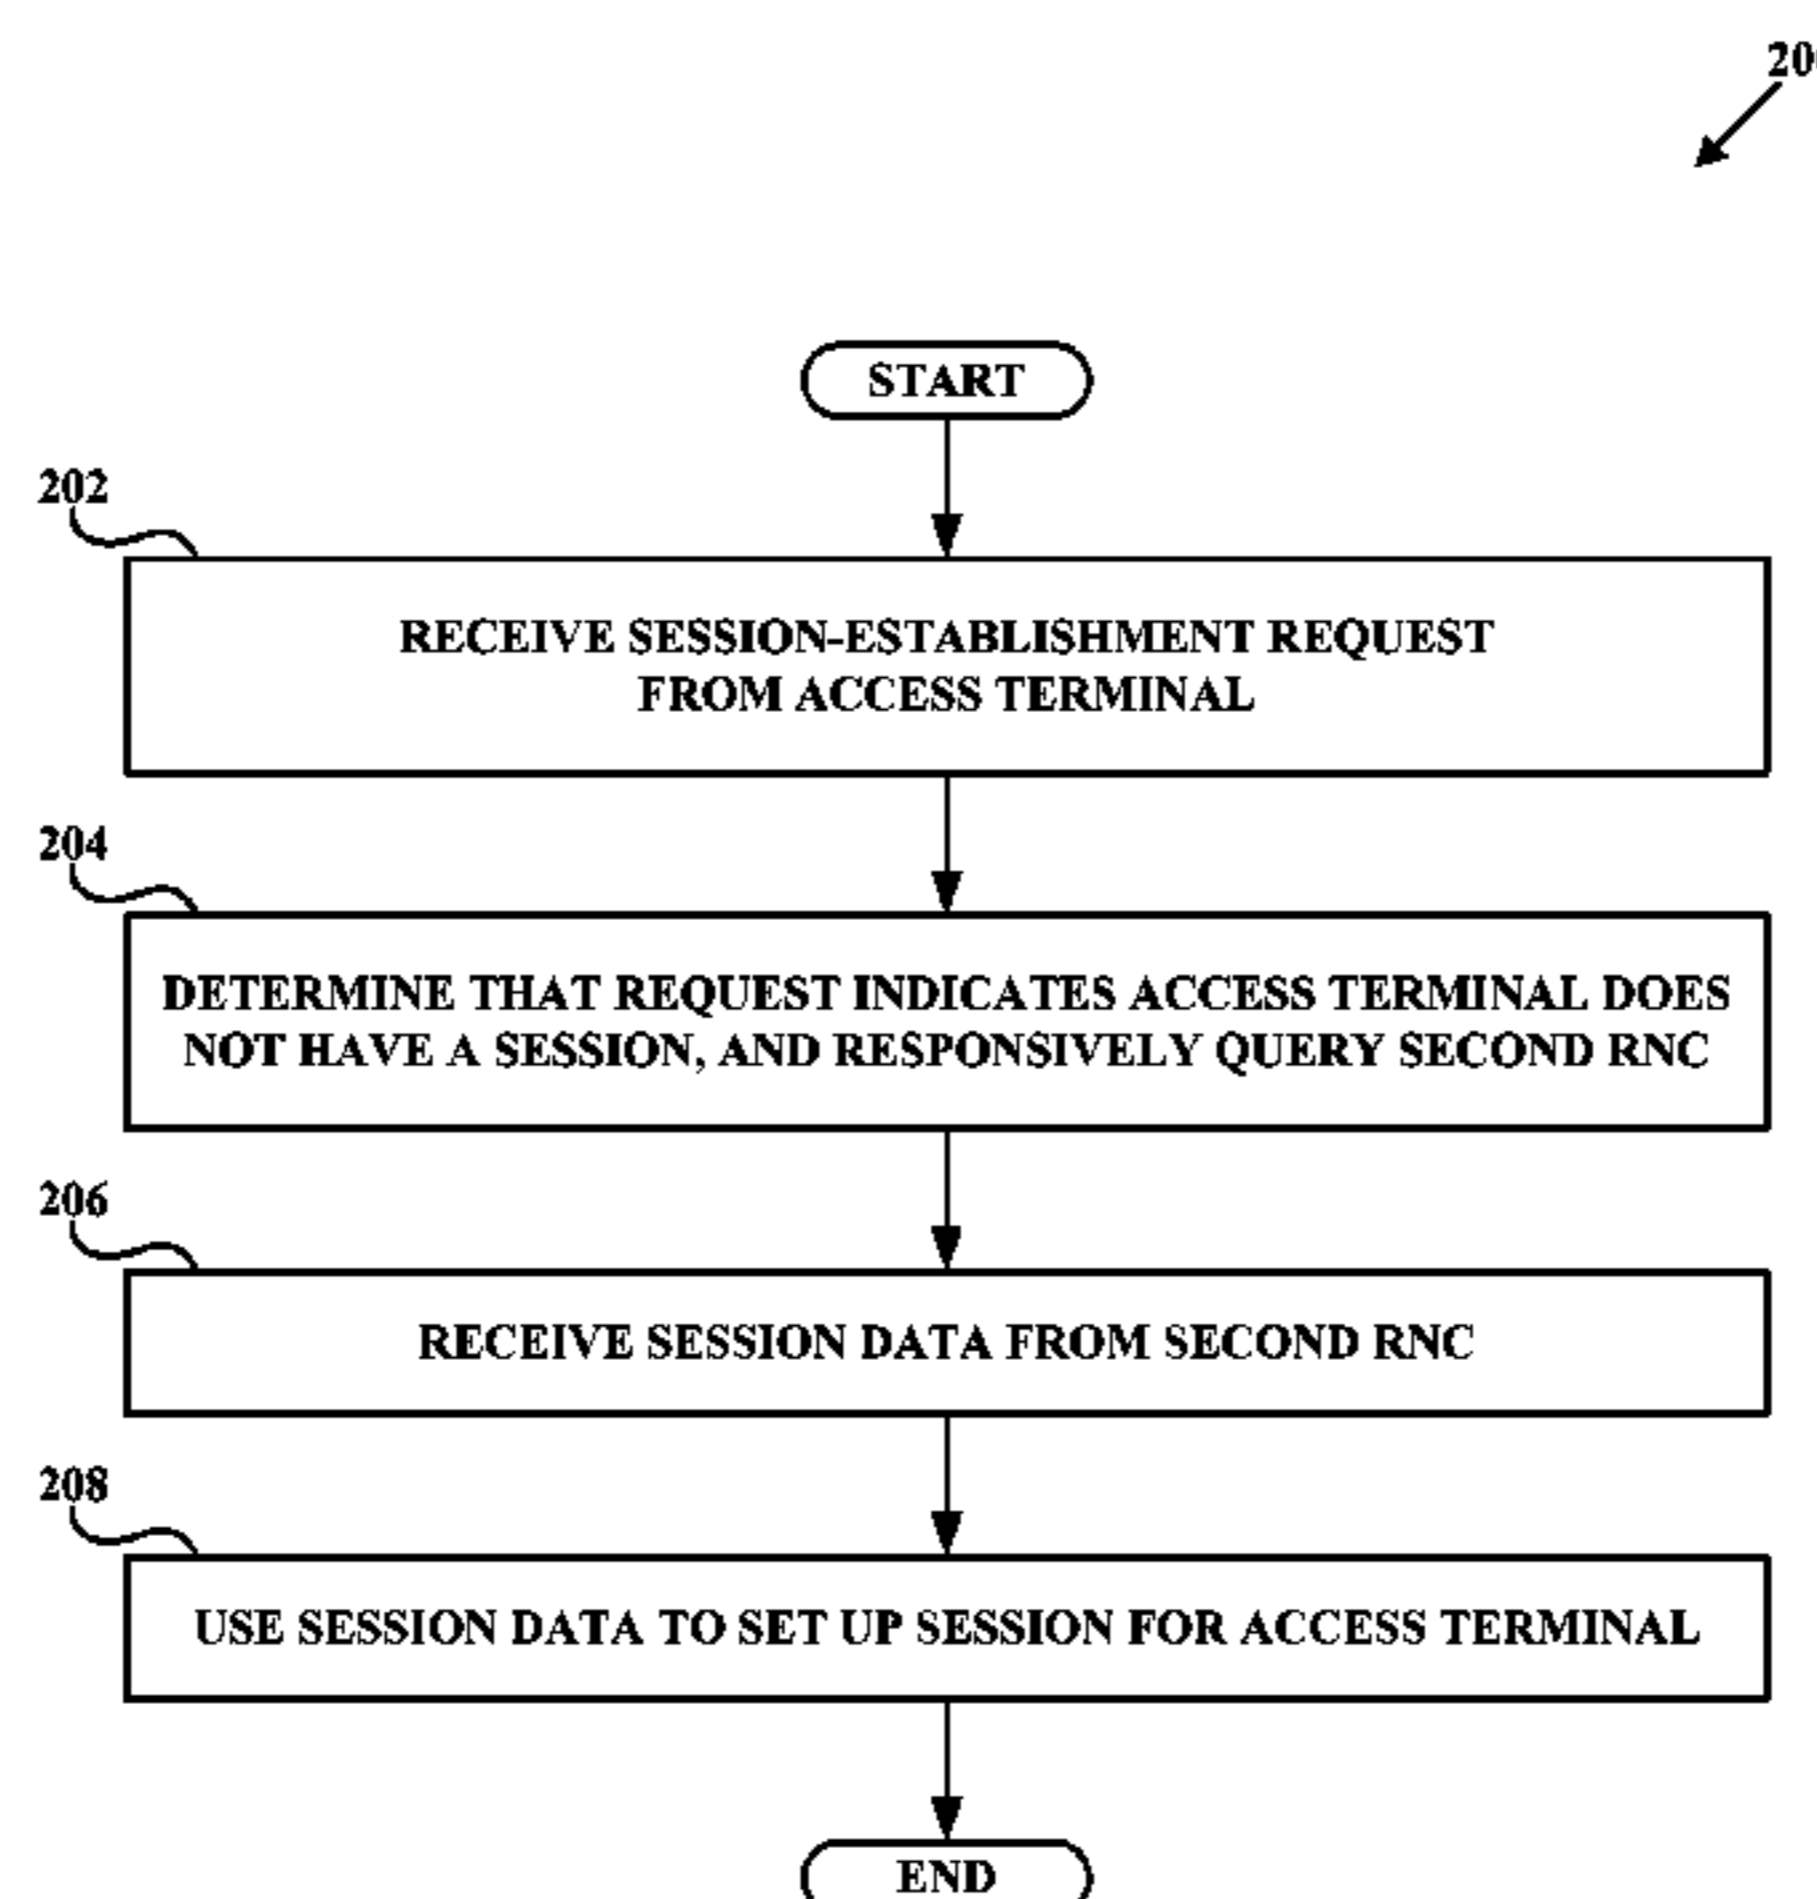 START
202
RECEIVE SESSION-ESTABLISHMENT REQUEST
FROM ACCESS TERMINAL
204
DETERMINE THAT REQUEST INDICATES ACCESS TERMINAL DOES
NOT HAVE A SESSION, AND RESPONSIVELY QUERY SECOND RNC
206
RECEIVE SESSION DATA FROM SECOND RNC
208
USE SESSION DATA TO SET UP SESSION FOR ACCESS TERMINAL
END